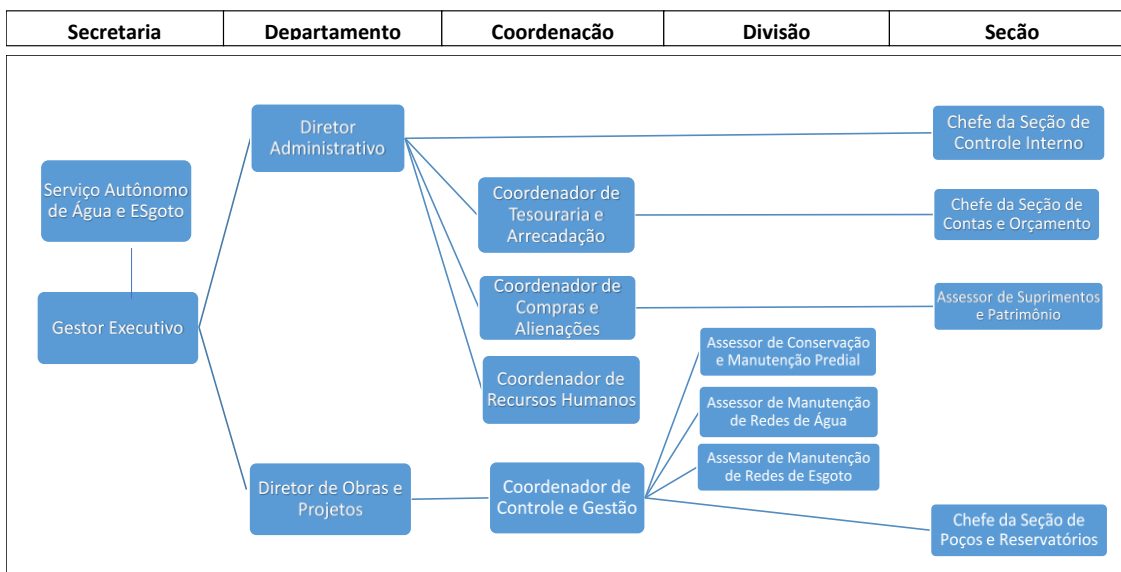 Secretaria
Departamento
Coordenação
Divisão
Seção
Serviço Autônomo
de Água e ESgoto
Gestor Executivo
Diretor
Administrativo
Diretor de Obras e
Projetos
Coordenador de
Tesouraria e
Arrecadação
Coordenador de
Compras e
Alienações
Coordenador de
Recursos Humanos
Coordenador de
Controle e Gestão
Assessor de Conservação
e Manutenção Predial
Assessor de Manutenção
de Redes de Água
Assessor de Manutenção
de Redes de Esgoto
Chefe da Seção de
Controle Interno
Chefe da Seção de
Contas e Orçamento
Assessor de Suprimentos
e Patrimônio
Chefe da Seção de
Poços e Reservatórios